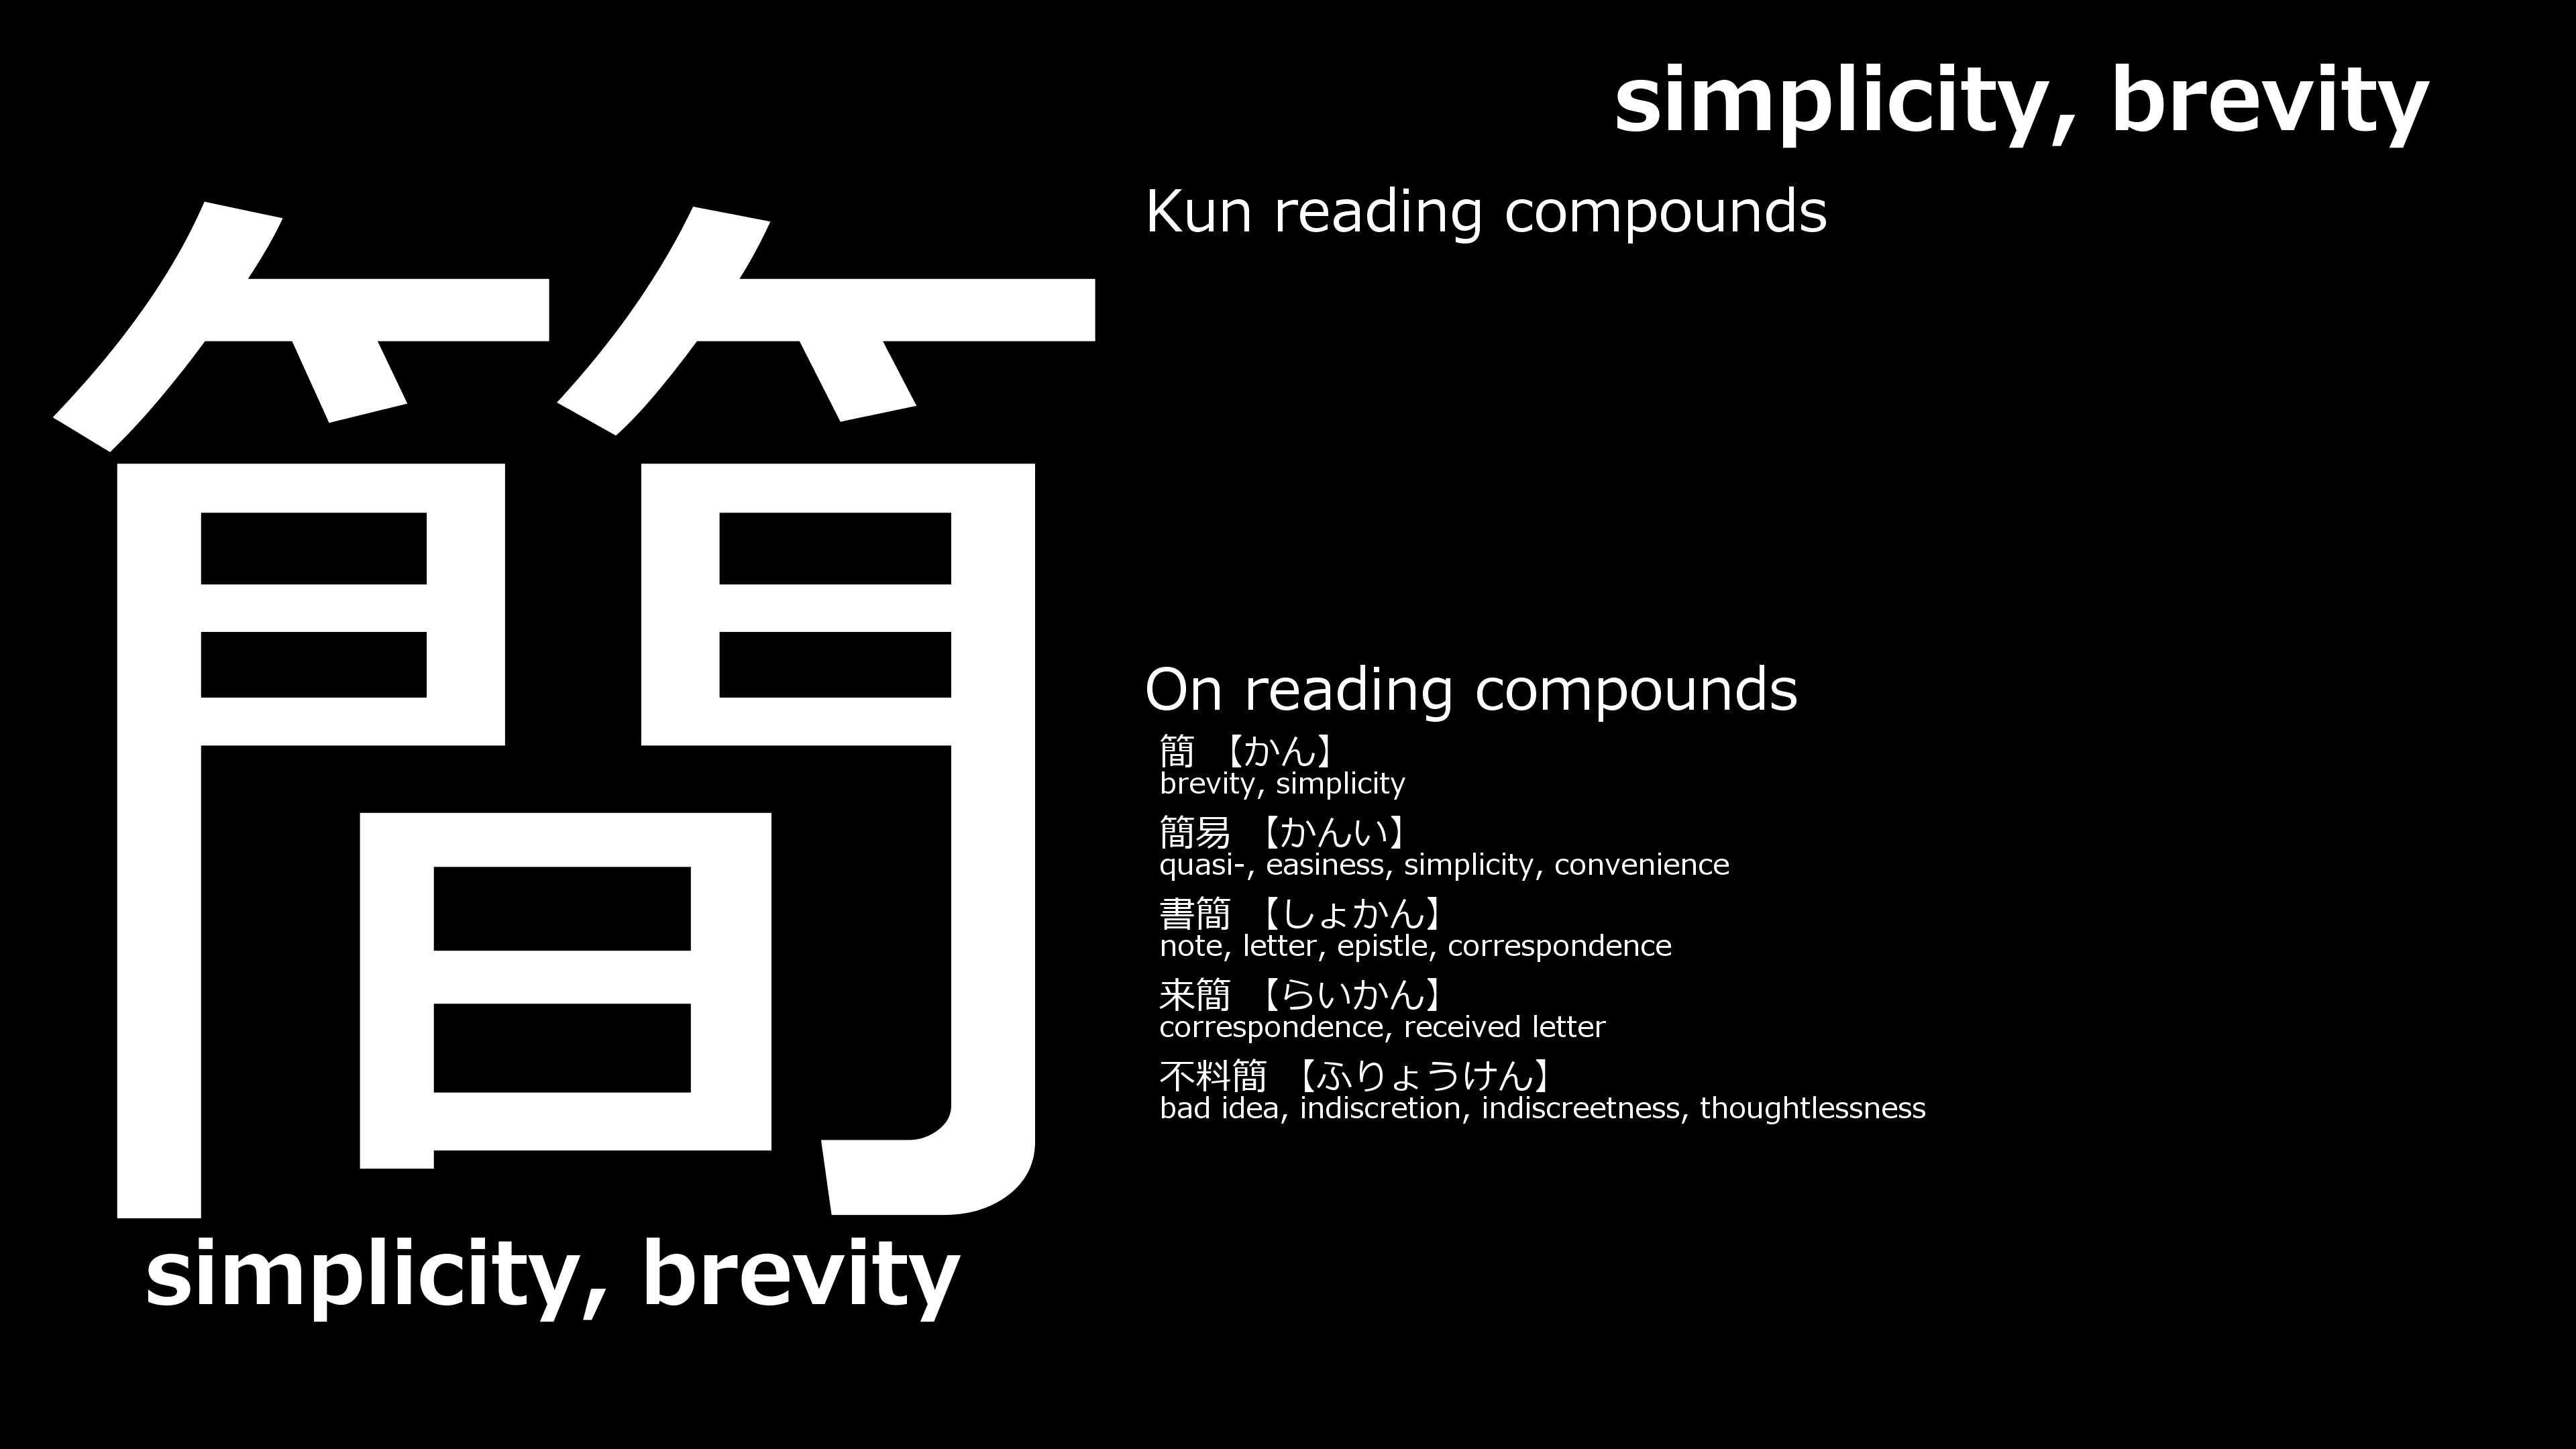 simplicity, brevity
簡
simplicity, brevity
Kun reading compounds
On reading compounds
簡 【かん】
brevity, simplicity
簡易 【かんい】
quasi-, easiness, simplicity, convenience
書簡 【しょかん】
note, letter, epistle, correspondence
来簡 【らいかん】
correspondence, received letter
不料簡 【ふりょうけん】
bad idea, indiscretion, indiscreetness, thoughtlessness